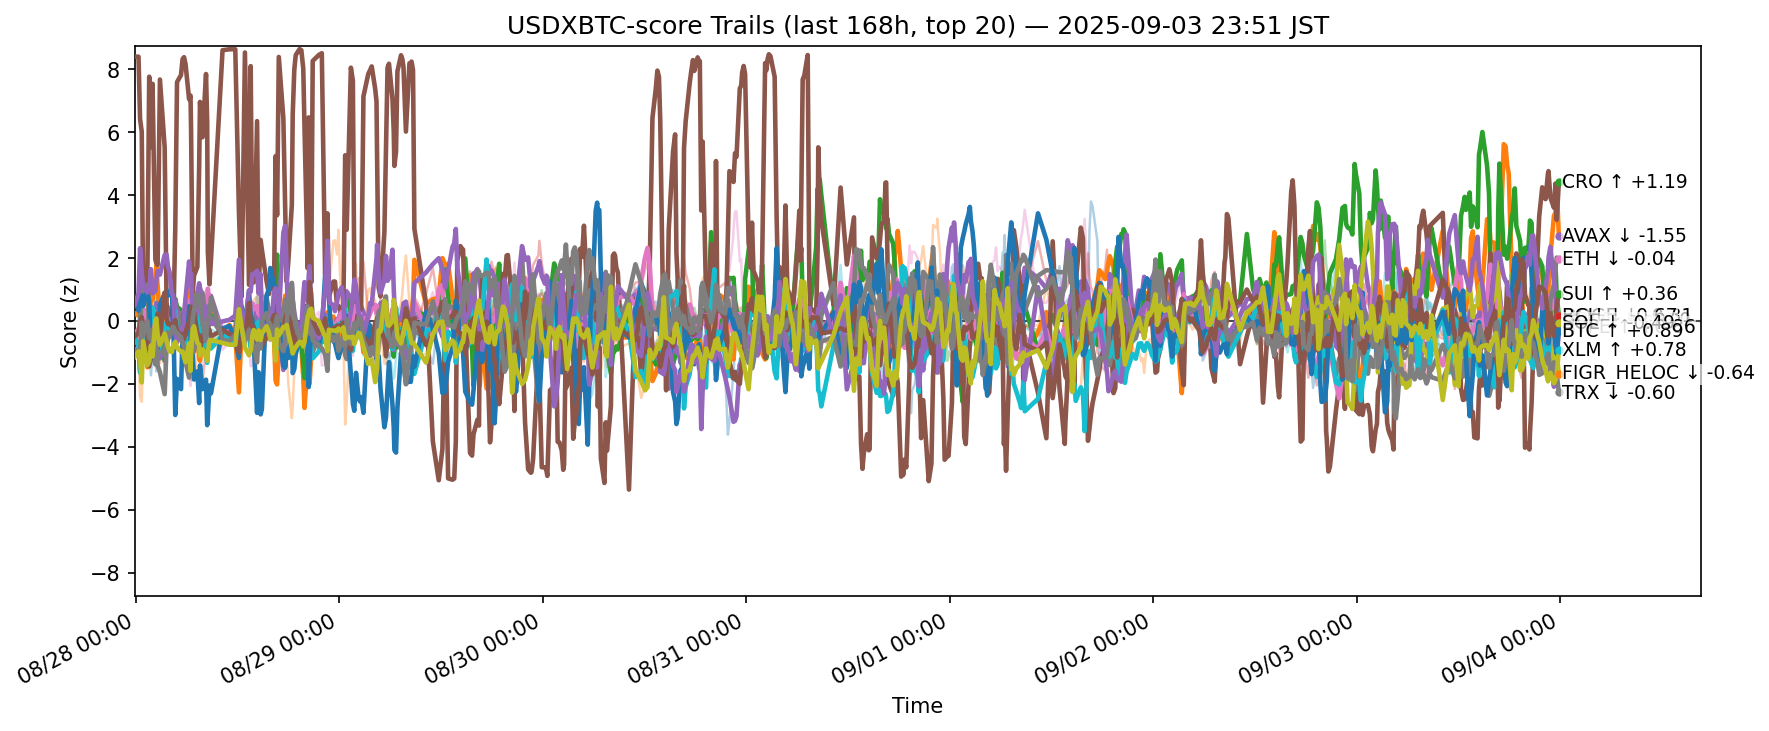 USDXBTC-score Trails (last 168h, top 20) — 2025-09-03 23:51 JST
Score (z)
8
6
4
2
0
−2
−4
−6
−8
CRO ↑ +1.19
AVAX ↓ -1.55
ETH ↓ -0.04
SUI ↑ +0.36
BTC ↑ +0.89
XLM ↑ +0.78
FIGR_HELOC ↓ -0.64
TRX ↓ -0.60
08/28 00:00
08/29 00:00
08/30 00:00
08/31 00:00
09/01 00:00
09/02 00:00
09/03 00:00
09/04 00:00
Time